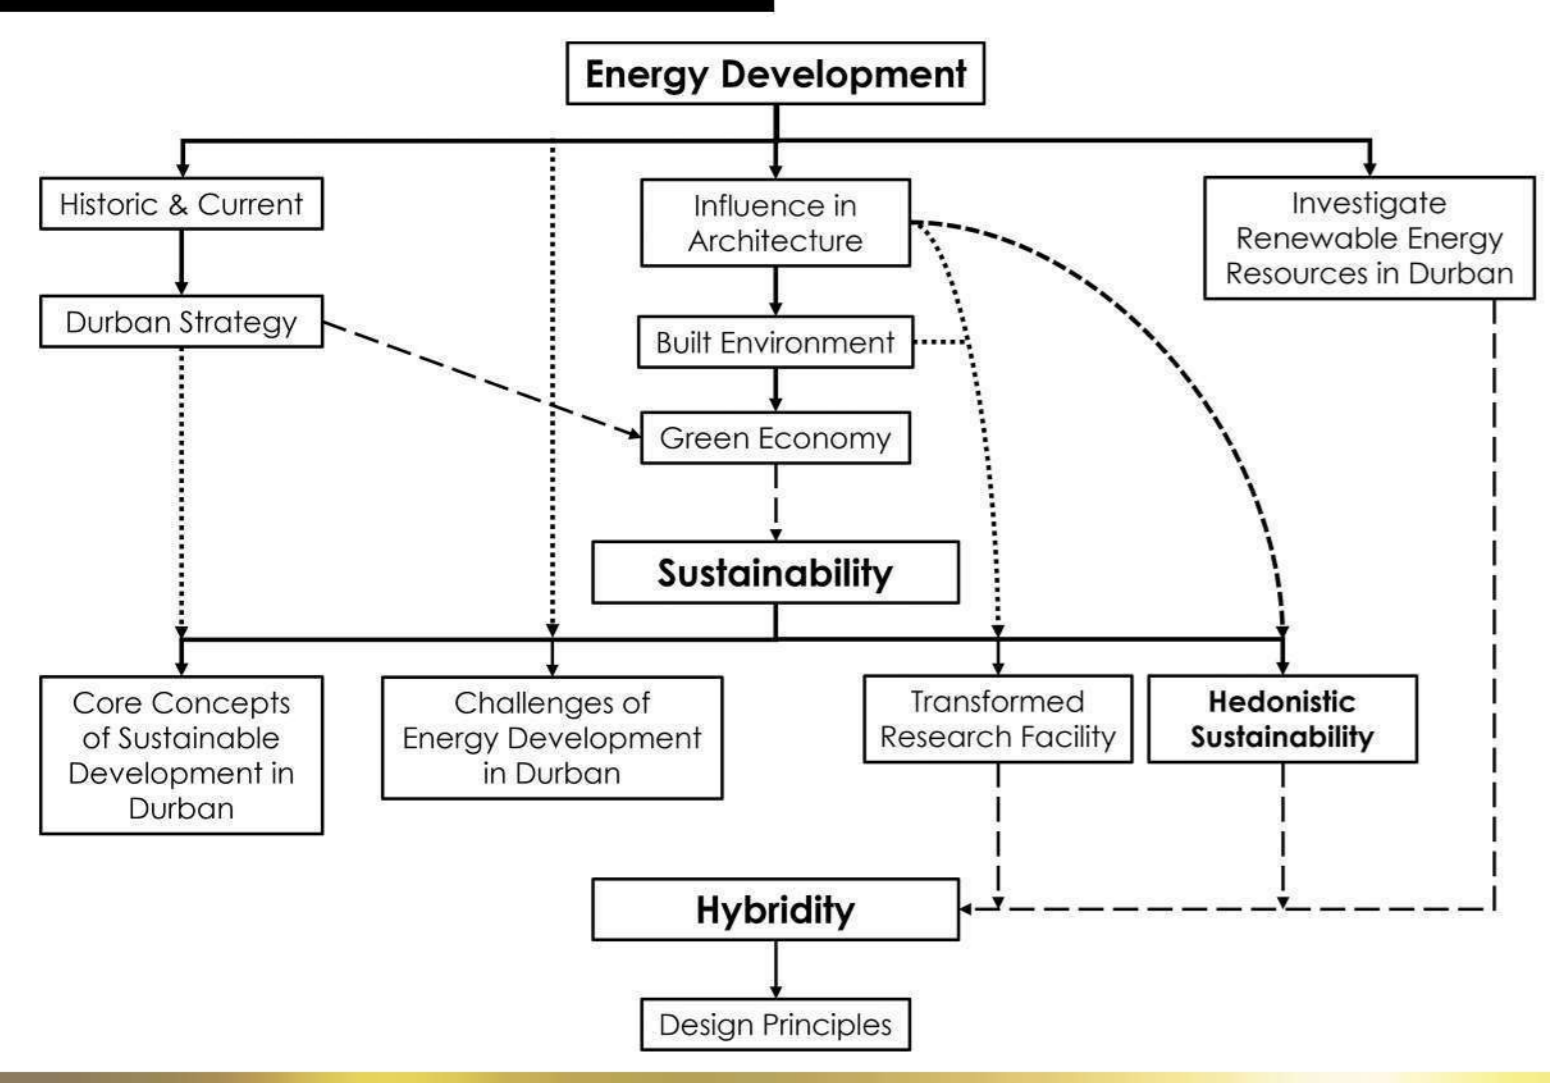 Energy Development
Historic & Current
Influence in
Architecture
Investigate
Renewable Energy
Resources in Durban
Durban Strategy
Built Environment
Green Economy
Sustainability
Core Concepts
of Sustainable
Development in
Durban
Challenges of
Energy Development
in Durban
Transformed
Research Facility
Hedonistic
Sustainability
Hybridity
Design Principles